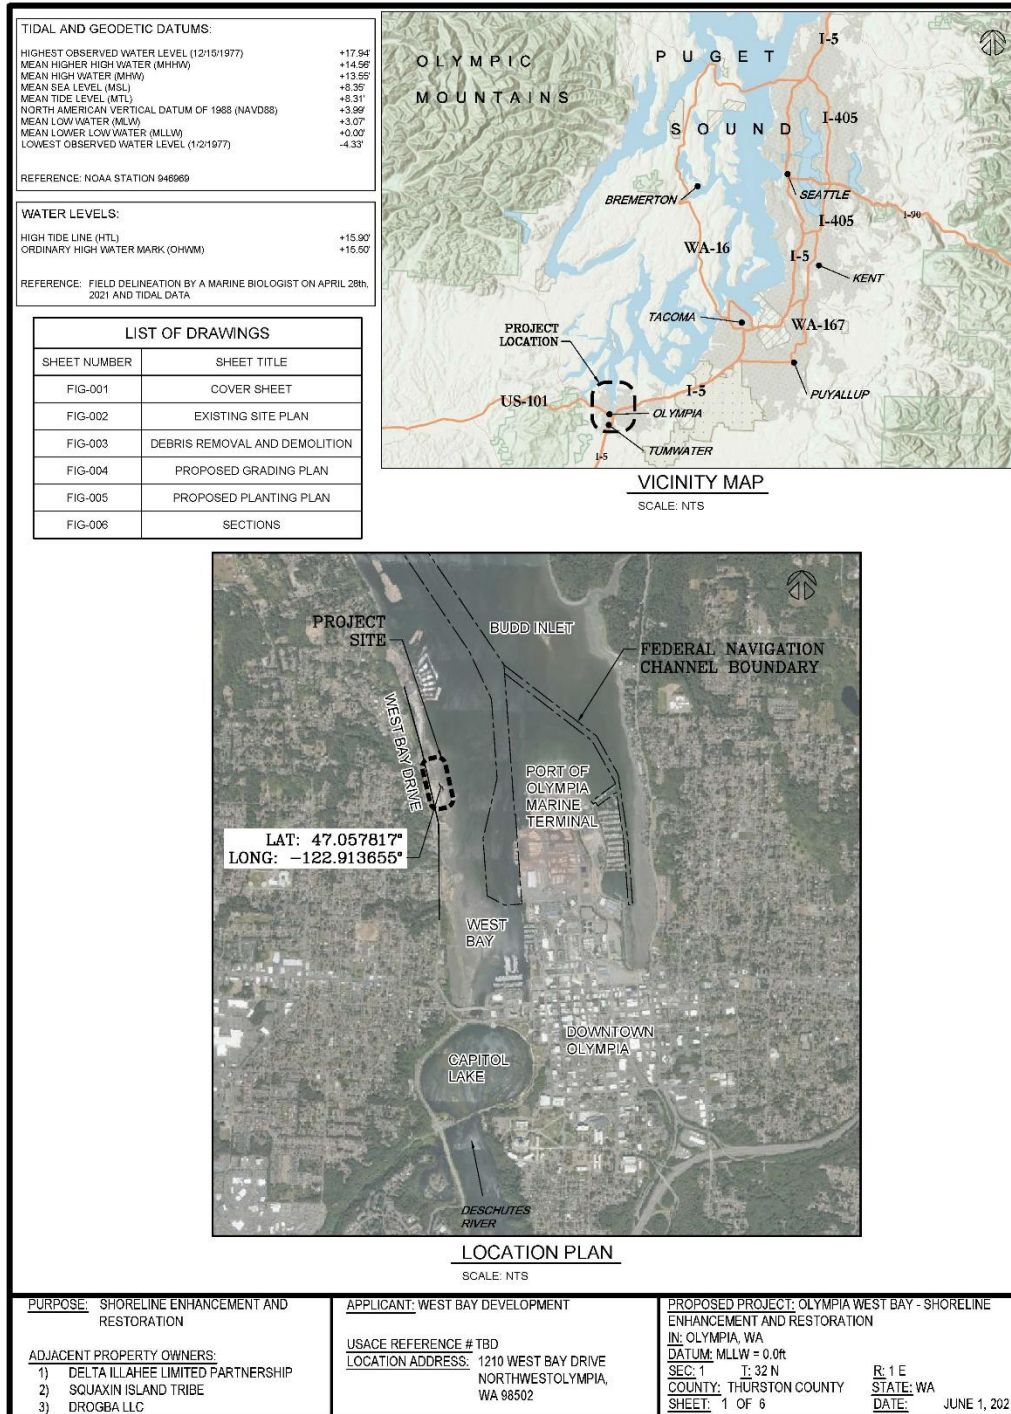 TIDAL AND GEODETIC DATUMS:
HIGHEST OBSERVED WATER LEVEL (12/15/1977) +17.94'
MEAN HIGHER HIGH WATER (MHHW) +14.56'
MEAN HIGH WATER (MHW) +13.55'
MEAN SEA LEVEL (MSL) +8.35'
MEAN TIDE LEVEL (MTL) +8.31'
NORTH AMERICAN VERTICAL DATUM OF 1988 (NAVD88) +3.99'
MEAN LOW WATER (MLW) +3.07'
MEAN LOWER LOW WATER (MLLW) +0.00'
LOWEST OBSERVED WATER LEVEL (1/2/1977) -4.33'
REFERENCE: NOAA STATION 946969
WATER LEVELS:
HIGH TIDE LINE (HTL) +15.90'
ORDINARY HIGH WATER MARK (OHWM) +15.50'
REFERENCE: FIELD DELINEATION BY A MARINE BIOLOGIST ON APRIL 28th,
2021 AND TIDAL DATA
LIST OF DRAWINGS
SHEET NUMBER SHEET TITLE
FIG-001 COVER SHEET
FIG-002 EXISTING SITE PLAN
FIG-003 DEBRIS REMOVAL AND DEMOLITION
FIG-004 PROPOSED GRADING PLAN
FIG-005 PROPOSED PLANTING PLAN
FIG-006 SECTIONS
OLYMPIC
MOUNTAINS
PUGET
SOUND
I-5
I-405
SEATTLE
BREMERTON
I-90
I-405
WA-16
I-5
KENT
TACOMA
WA-167
PROJECT
LOCATION
PUYALLUP
I-5
US-101
OLYMPIA
TUMWATER
I-5
VICINITY MAP
SCALE: NTS
PROJECT
SITE
BUDD INLET
FEDERAL NAVIGATION
CHANNEL BOUNDARY
WEST BAY DRIVE
PORT OF
OLYMPIA
MARINE
TERMINAL
LAT: 47.057817°
LONG: -122.913655°
WEST
BAY
DOWNTOWN
OLYMPIA
CAPITOL
LAKE
DESCHUTES
RIVER
LOCATION PLAN
SCALE: NTS
PURPOSE: SHORELINE ENHANCEMENT AND
RESTORATION
ADJACENT PROPERTY OWNERS:
1) DELTA ILLAHEE LIMITED PARTNERSHIP
2) SQUAXIN ISLAND TRIBE
3) DROGBA LLC
APPLICANT: WEST BAY DEVELOPMENT
USACE REFERENCE # TBD
LOCATION ADDRESS: 1210 WEST BAY DRIVE
NORTHWESTOLYMPIA,
WA 98502
PROPOSED PROJECT: OLYMPIA WEST BAY - SHORELINE
ENHANCEMENT AND RESTORATION
IN: OLYMPIA, WA
DATUM: MLLW = 0.0ft
SEC: 1 T: 32 N R: 1 E
COUNTY: THURSTON COUNTY STATE: WA
SHEET: 1 OF 6 DATE: JUNE 1, 202